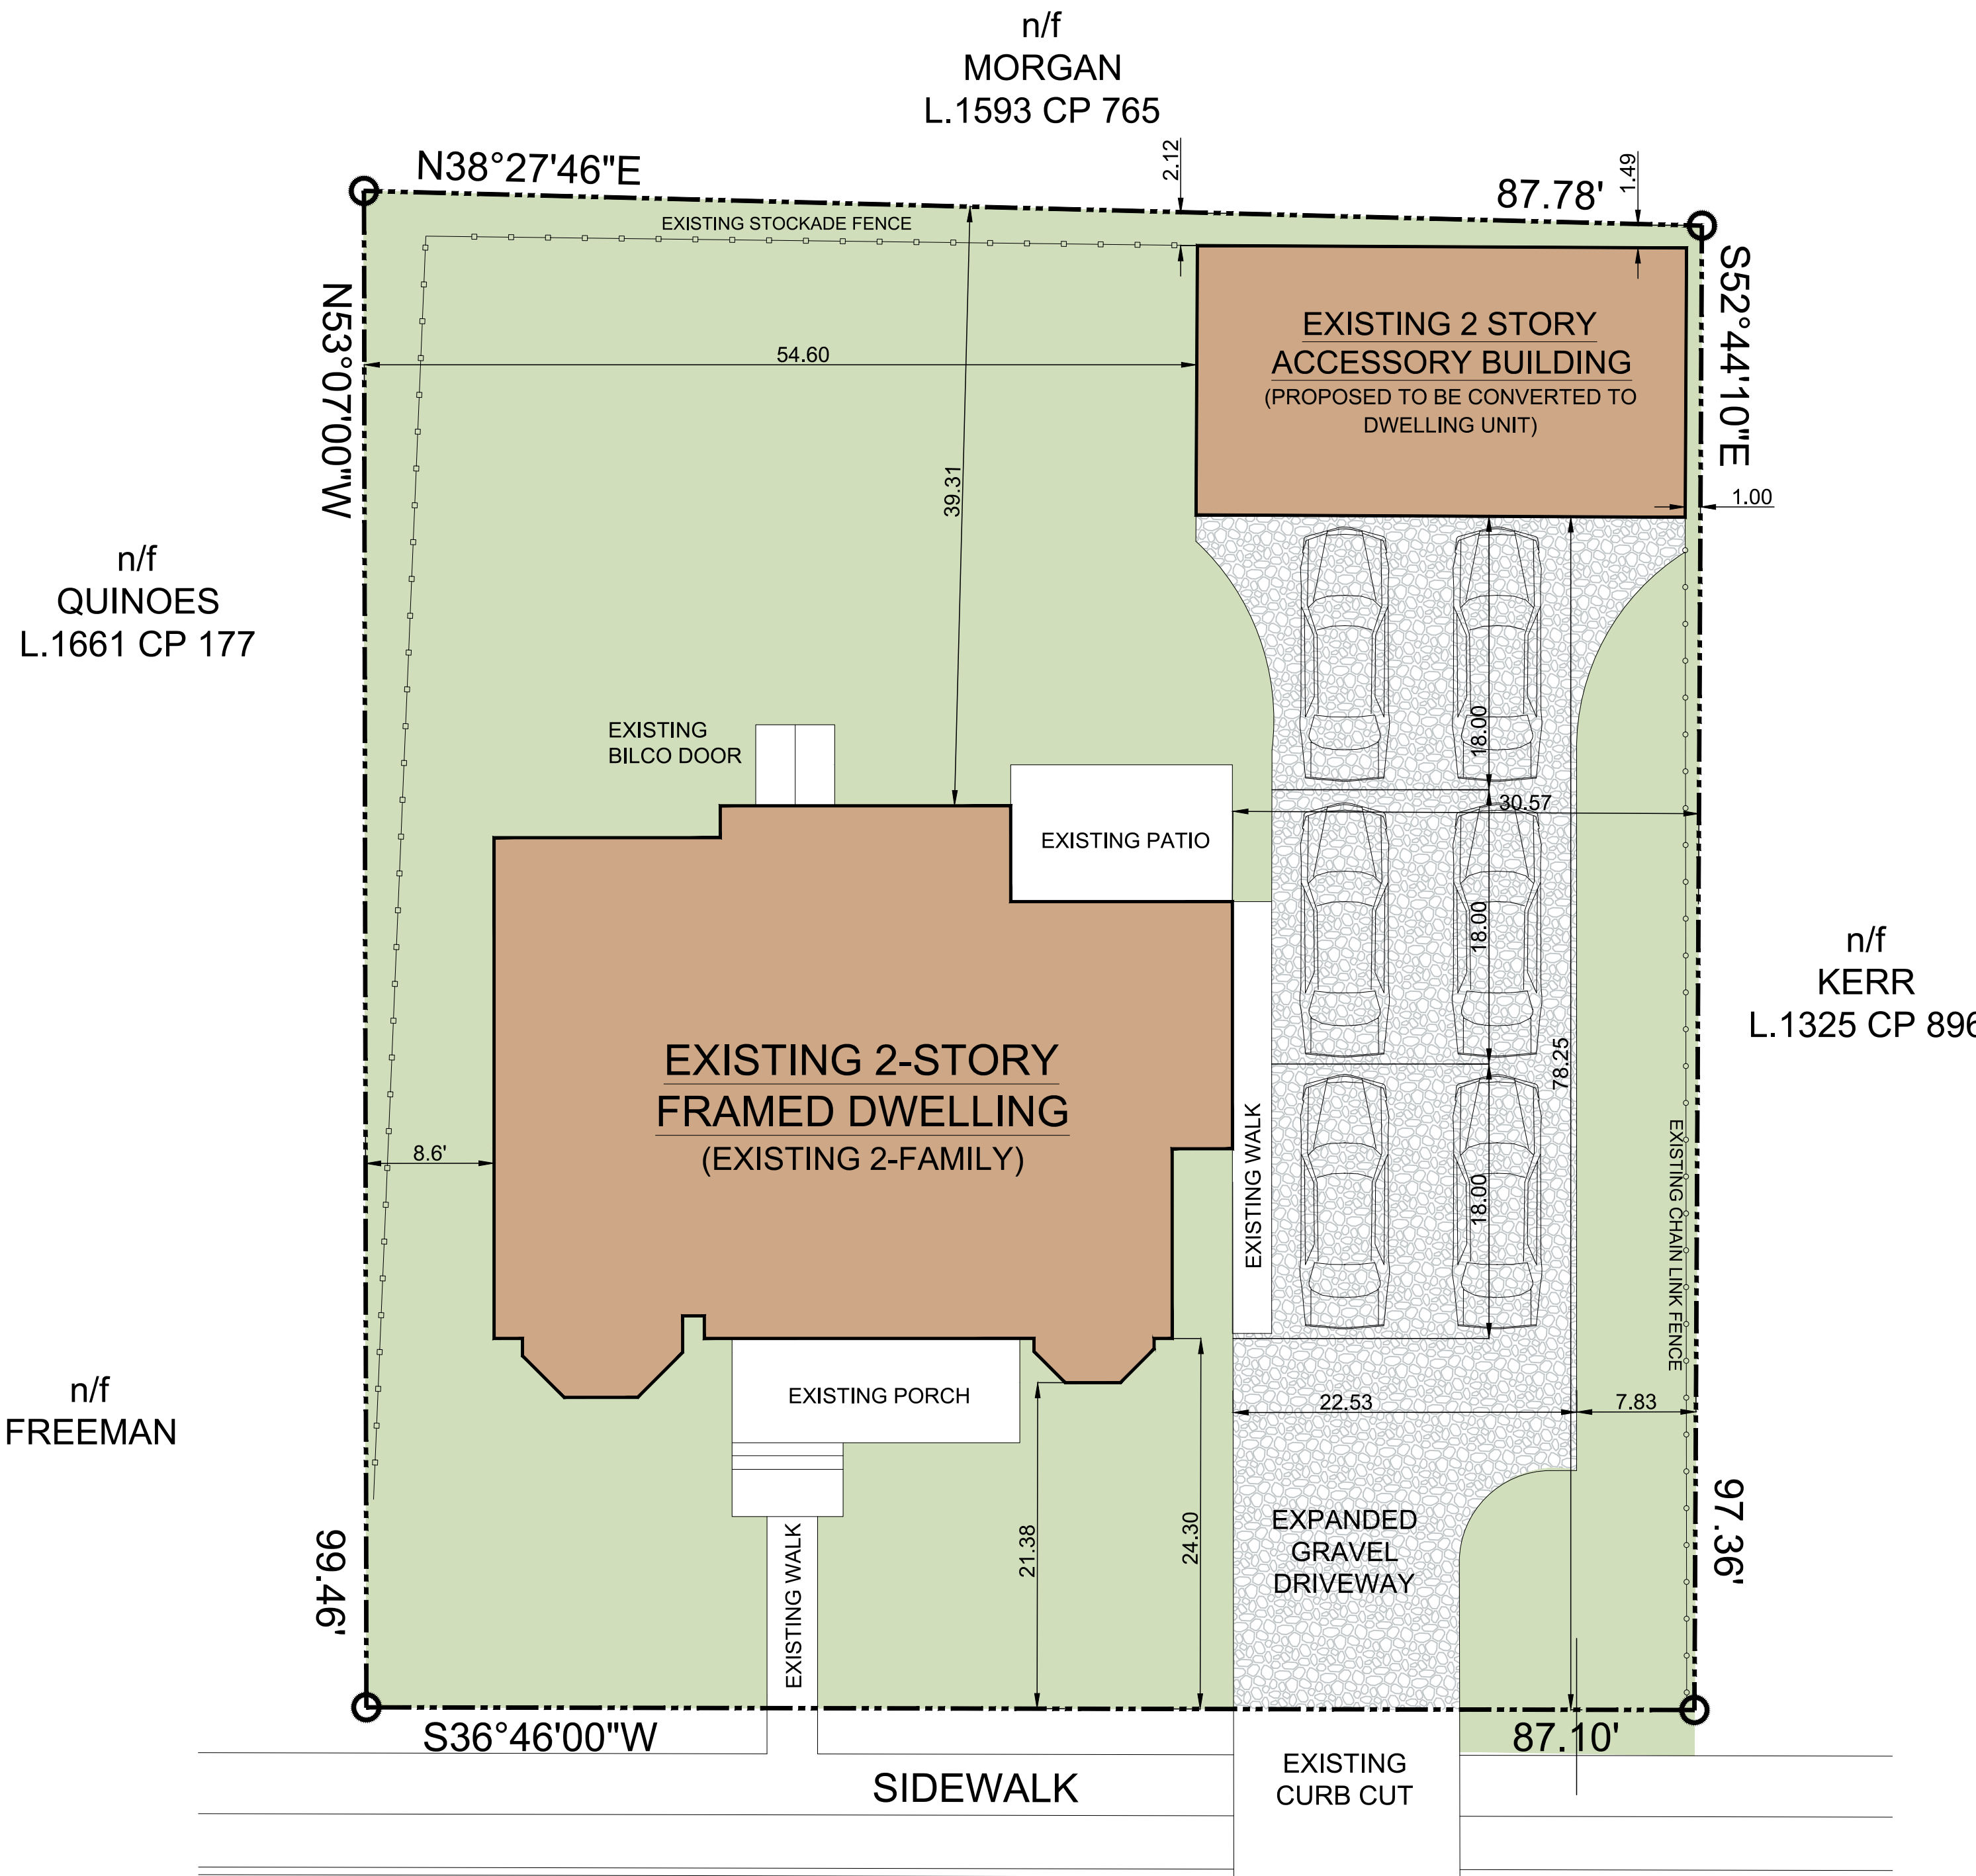 n/f
MORGAN
L.1593 CP 765
N38°27'46"E
87.78'
2.12
1.49
EXISTING STOCKADE FENCE
N53°07'00"W
S52°44'10"E
54.60
39.31
EXISTING 2 STORY
ACCESSORY BUILDING
(PROPOSED TO BE CONVERTED TO
DWELLING UNIT)
1.00
n/f
QUINOES
L.1661 CP 177
EXISTING
BILCO DOOR
EXISTING PATIO
18.00
30.57
18.00
78.25
18.00
n/f
KERR
L.1325 CP 896
EXISTING 2-STORY
FRAMED DWELLING
(EXISTING 2-FAMILY)
8.6'
EXISTING WALK
EXISTING CHAIN LINK FENCE
n/f
FREEMAN
EXISTING PORCH
22.53
7.83
21.38
24.30
EXISTING WALK
EXPANDED
GRAVEL
DRIVEWAY
99.46'
97.36'
S36°46'00"W
87.10'
SIDEWALK
EXISTING
CURB CUT